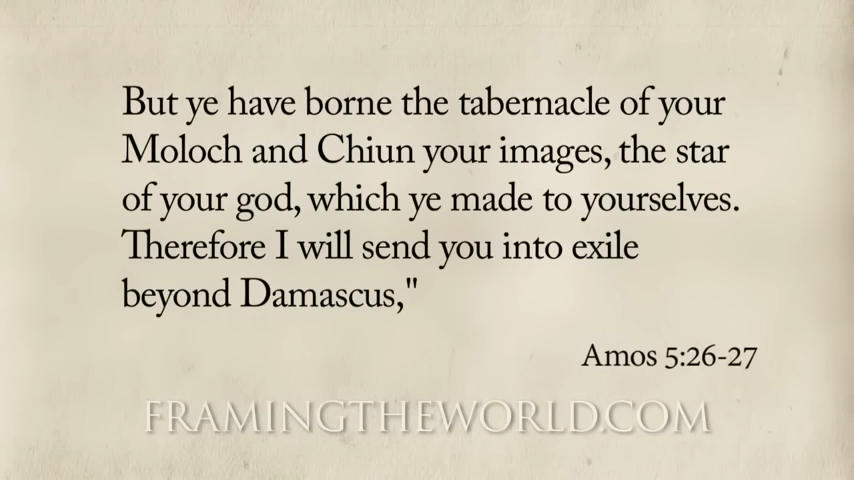 But ye have borne the tabernacle of your
Moloch and Chiun your images, the star
of your god, which ye made to yourselves.
Therefore I will send you into exile
beyond Damascus,"
Amos 5:26-27
FRAMINGTHEWORLD.COM